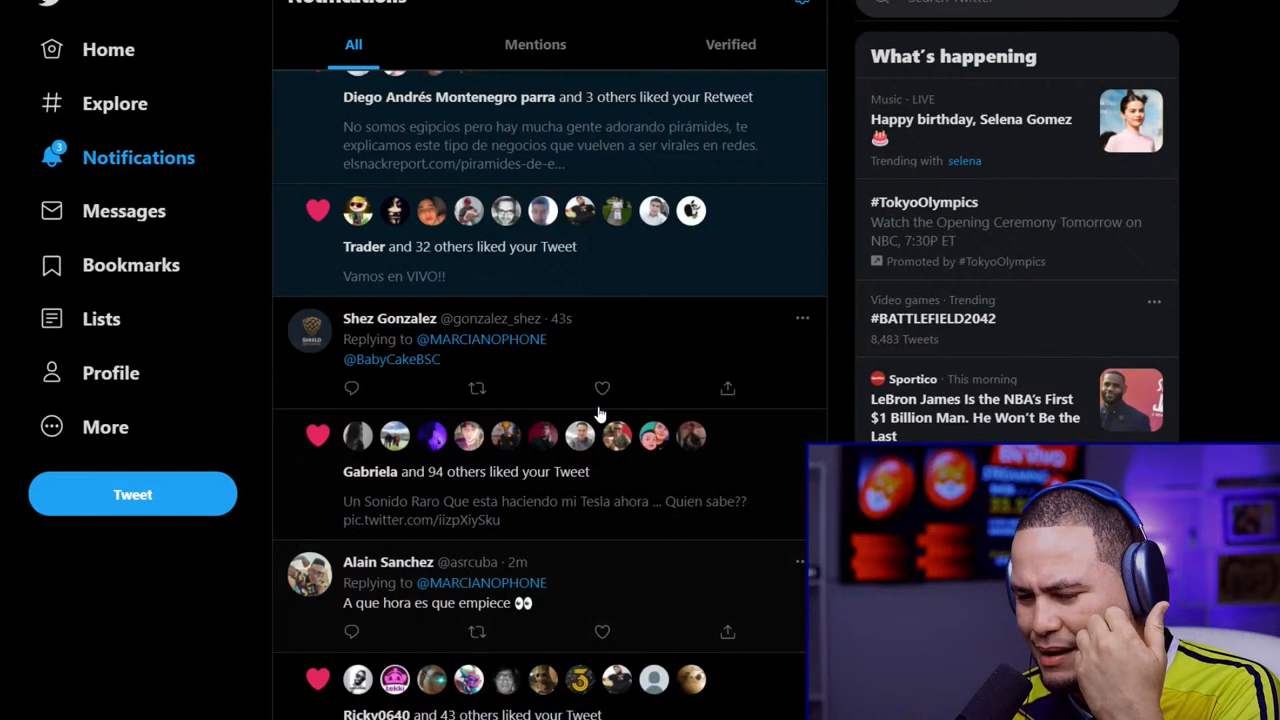 Notifications
Search Twitter
Home
Explore
3
Notifications
Messages
Bookmarks
Lists
Profile
More
Tweet
All
Mentions
Verified
Diego Andrés Montenegro parra and 3 others liked your Retweet
No somos egipcios pero hay mucha gente adorando pirámides, te
explicamos este tipo de negocios que vuelven a ser virales en redes.
elsnackreport.com/piramides-de-e...
Trader and 32 others liked your Tweet
Vamos en VIVO!!
Shez Gonzalez @gonzalez_shez · 43s
Replying to @MARCIANOPHONE
@BabyCakeBSC
Gabriela and 94 others liked your Tweet
Un Sonido Raro Que esta haciendo mi Tesla ahora ... Quien sabe??
pic.twitter.com/iizpXiySku
Alain Sanchez @asrcuba · 2m
Replying to @MARCIANOPHONE
A que hora es que empiece 👀
Ricky0640 and 43 others liked your Tweet
What's happening
Music · LIVE
Happy birthday, Selena Gomez
🎂
Trending with selena
#TokyoOlympics
Watch the Opening Ceremony Tomorrow on
NBC, 7:30P ET
Promoted by #TokyoOlympics
Video games · Trending
#BATTLEFIELD2042
8,483 Tweets
Sportico · This morning
LeBron James Is the NBA's First
$1 Billion Man. He Won't Be the
Last
EN VIVO